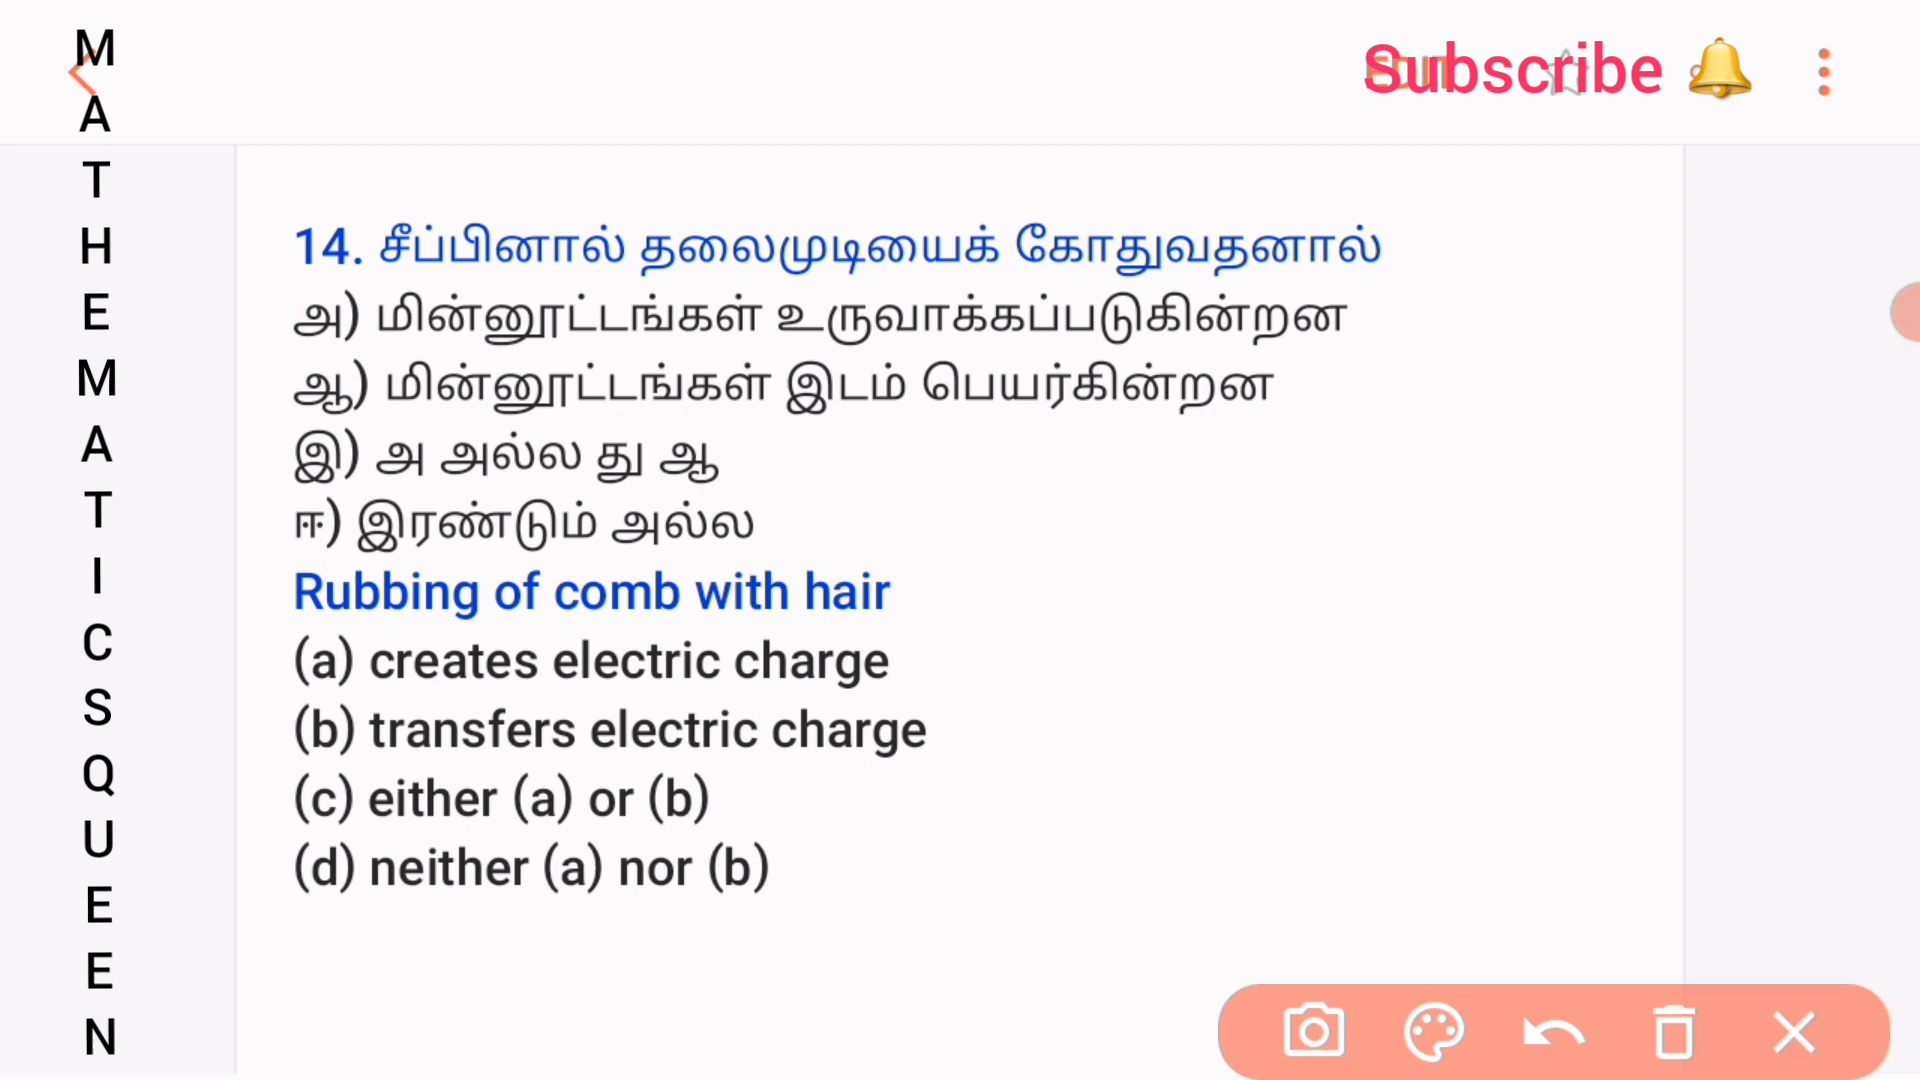 MATHEMATICSQUEEN
Subscribe 🔔
14. சீப்பினால் தலைமுடியைக் கோதுவதனால்
அ) மின்னூட்டங்கள் உருவாக்கப்படுகின்றன
ஆ) மின்னூட்டங்கள் இடம் பெயர்கின்றன
இ) அ அல்ல து ஆ
ஈ) இரண்டும் அல்ல
Rubbing of comb with hair
(a) creates electric charge
(b) transfers electric charge
(c) either (a) or (b)
(d) neither (a) nor (b)